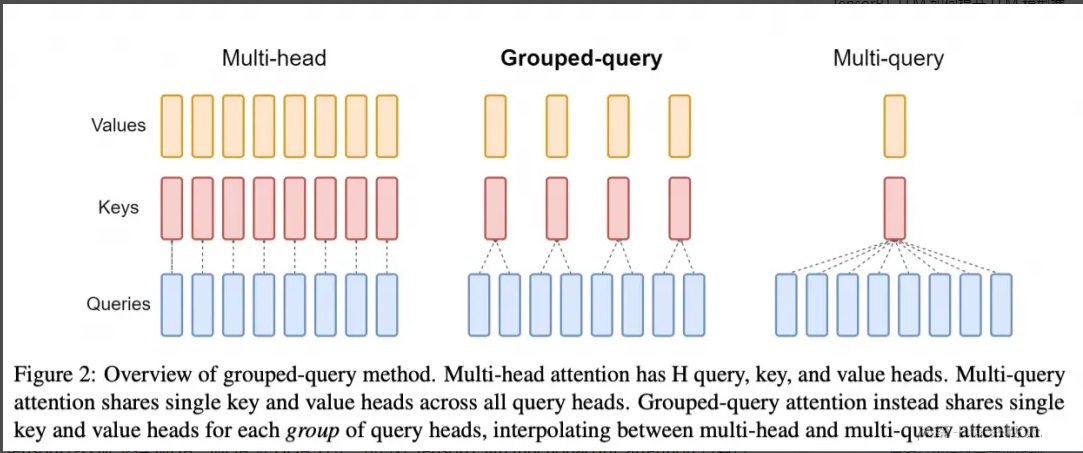 Multi-head
Grouped-query
Multi-query
Values
Keys
Queries
Figure 2: Overview of grouped-query method. Multi-head attention has H query, key, and value heads. Multi-query
attention shares single key and value heads across all query heads. Grouped-query attention instead shares single
key and value heads for each group of query heads, interpolating between multi-head and multi-query attention